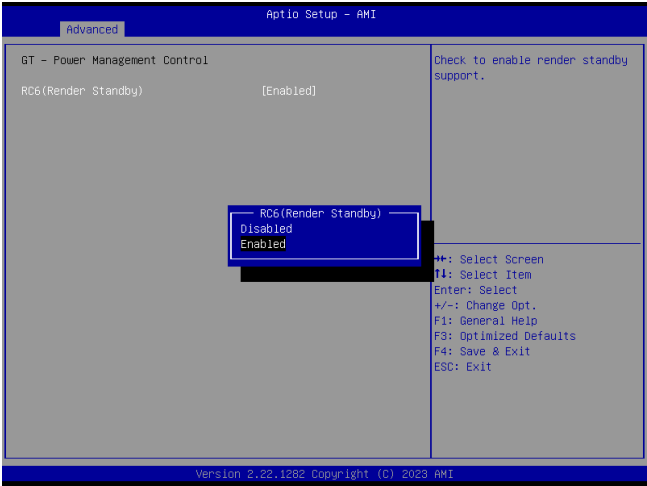 Aptio Setup - AMI
Advanced
GT - Power Management Control
RC6(Render Standby) [Enabled]
Check to enable render standby
support.
RC6(Render Standby)
Disabled
Enabled
→←: Select Screen
↑↓: Select Item
Enter: Select
+/-: Change Opt.
F1: General Help
F3: Optimized Defaults
F4: Save & Exit
ESC: Exit
Version 2.22.1282 Copyright (C) 2023 AMI